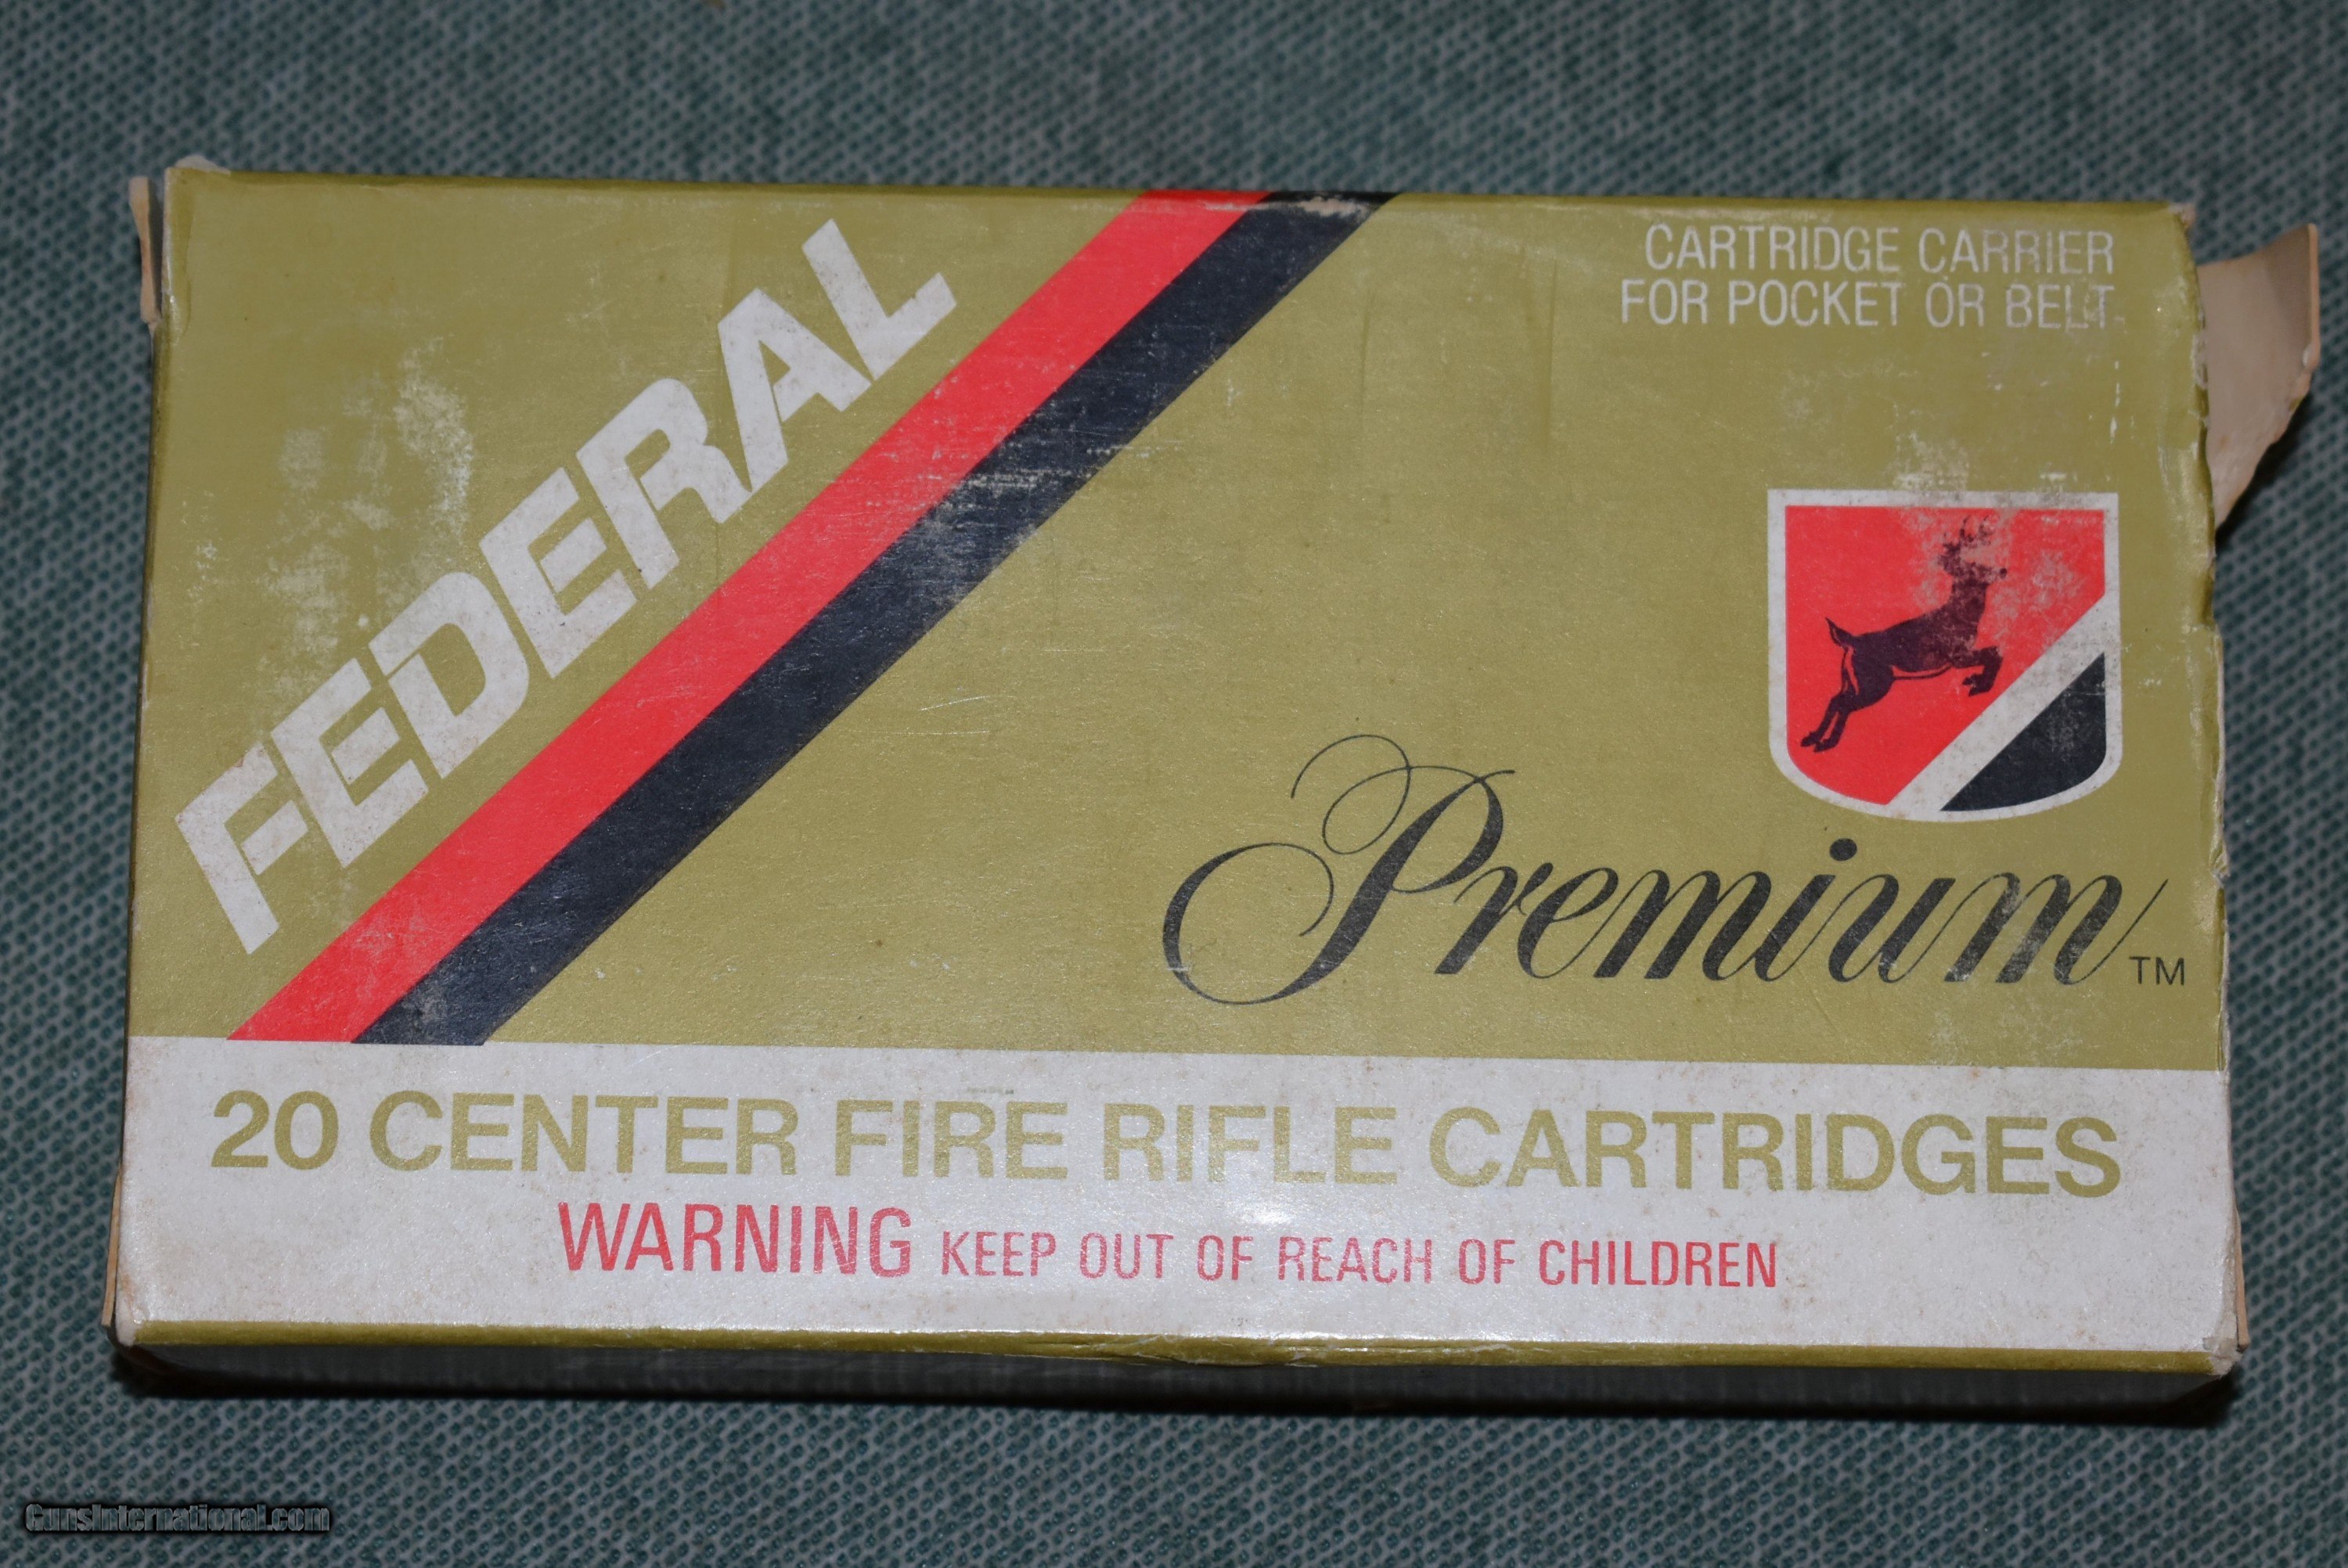 FEDERAL
CARTRIDGE CARRIER
FOR POCKET OR BELT
Premium TM
20 CENTER FIRE RIFLE CARTRIDGES
WARNING KEEP OUT OF REACH OF CHILDREN
GunsInternational.com